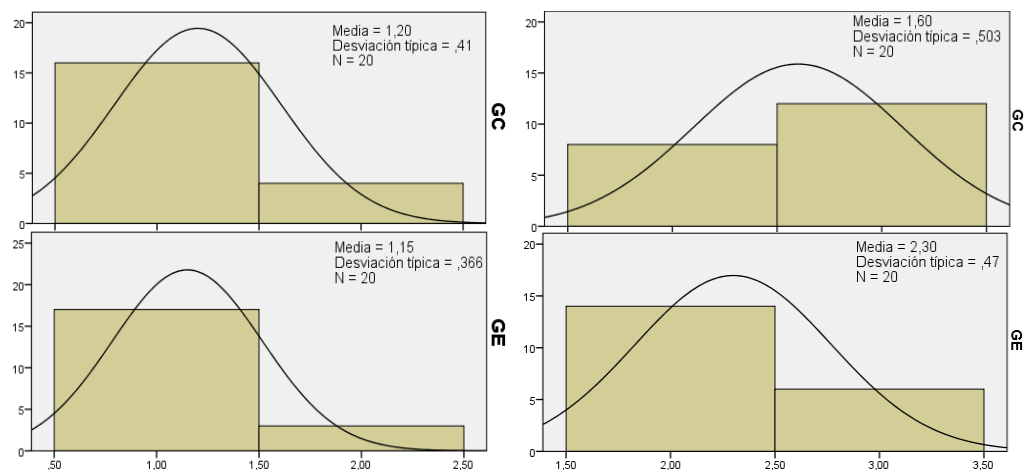 20
15
10
5
0
Media = 1,20
Desviación típica = ,41
N = 20
GC
20
15
10
5
0
Media = 1,60
Desviación típica = ,503
N = 20
GC
25
20
15
10
5
0
Media = 1,15
Desviación típica = ,366
N = 20
GE
,50 1,00 1,50 2,00 2,50
20
15
10
5
0
Media = 2,30
Desviación típica = ,47
N = 20
GE
1,50 2,00 2,50 3,00 3,50